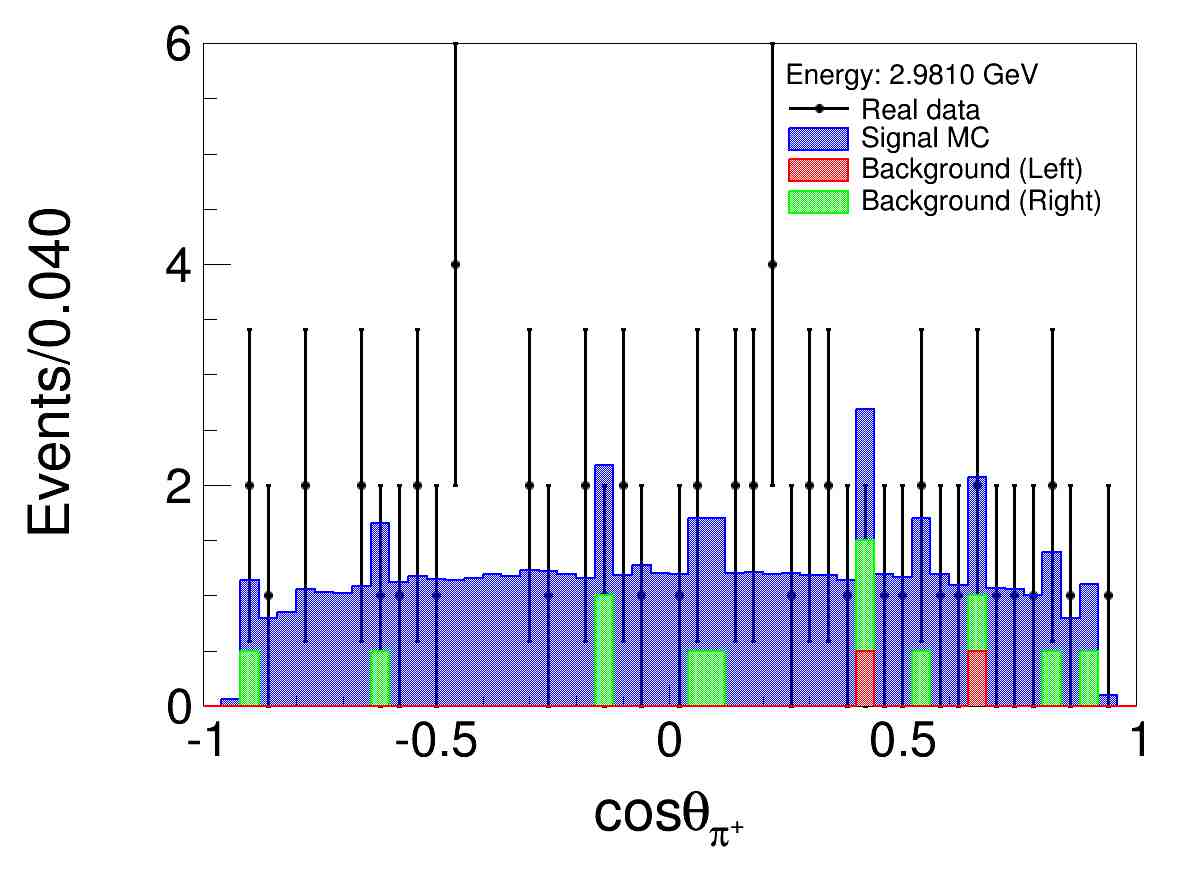 6
4
2
0
Events/0.040
Energy: 2.9810 GeV
Real data
Signal MC
Background (Left)
Background (Right)
-1 -0.5 0 0.5 1
cosθπ+